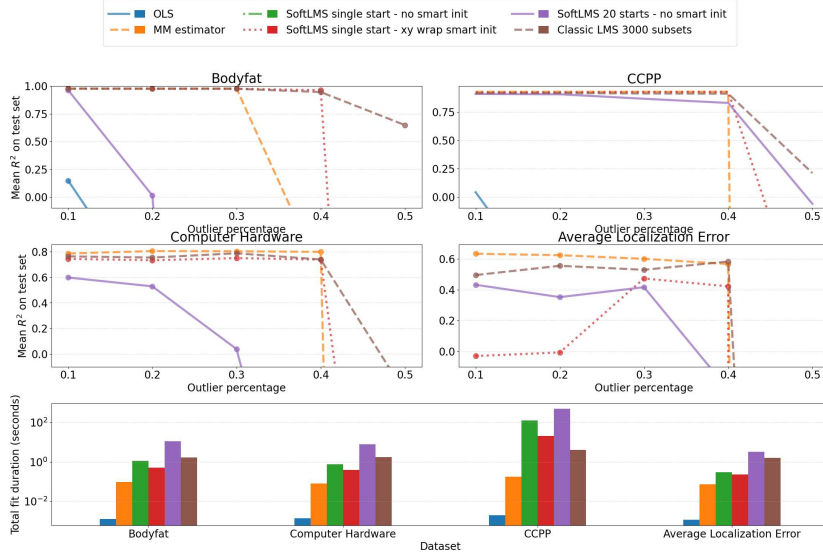 OLS
MM estimator
SoftLMS single start - no smart init
SoftLMS single start - xy wrap smart init
SoftLMS 20 starts - no smart init
Classic LMS 3000 subsets
Bodyfat
Mean R² on test set
1.00
0.75
0.50
0.25
0.00
0.1 0.2 0.3 0.4 0.5
Outlier percentage
CCPP
0.75
0.50
0.25
0.00
0.1 0.2 0.3 0.4 0.5
Outlier percentage
Computer Hardware
Mean R² on test set
0.8
0.6
0.4
0.2
0.0
0.1 0.2 0.3 0.4 0.5
Outlier percentage
Average Localization Error
0.6
0.4
0.2
0.0
0.1 0.2 0.3 0.4 0.5
Outlier percentage
Total fit duration (seconds)
10²
10⁰
10⁻²
Bodyfat Computer Hardware CCPP Average Localization Error
Dataset